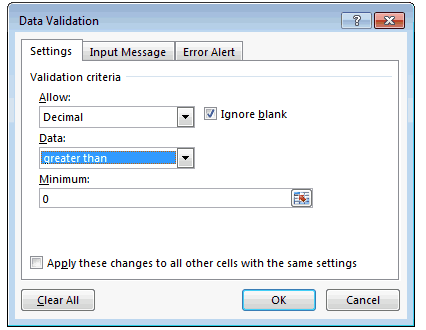 Data Validation
?
Settings
Input Message
Error Alert
Validation criteria
Allow:
Decimal
Ignore blank
Data:
greater than
Minimum:
0
Apply these changes to all other cells with the same settings
Clear All
OK
Cancel